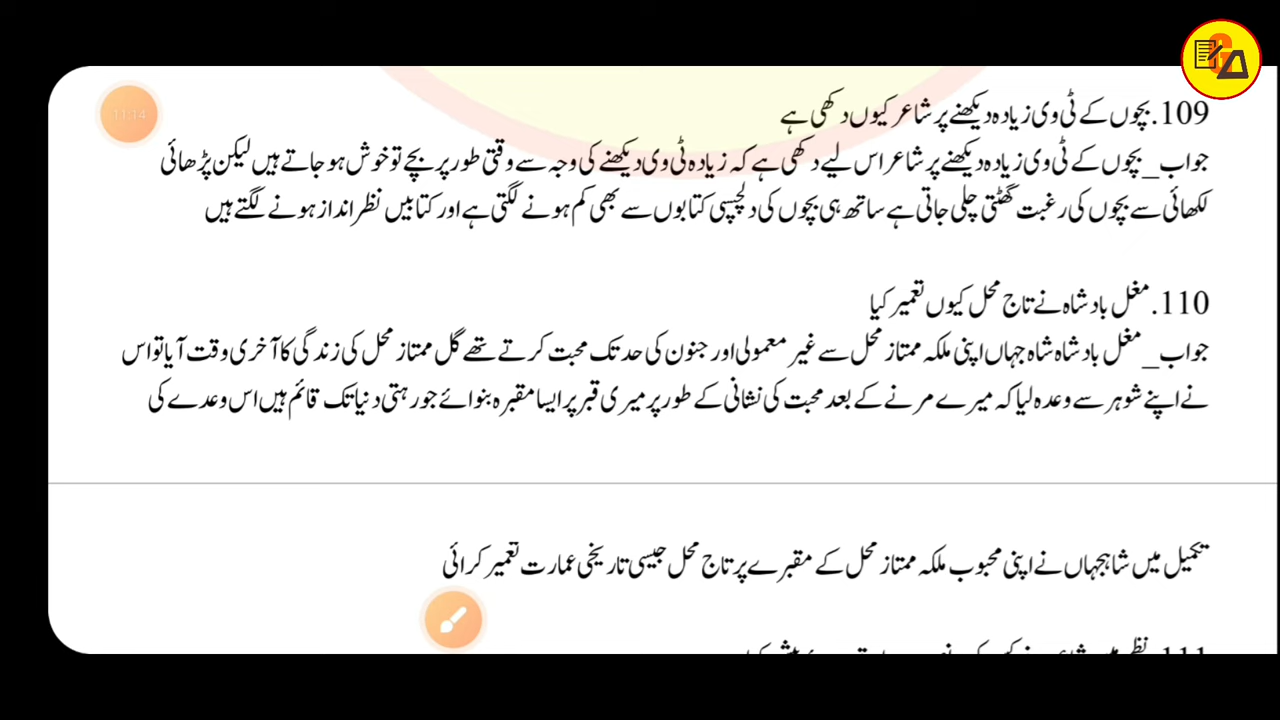 11:14
109. بچوں کے ٹی وی زیادہ دیکھنے پر شاعر کیوں دکھی ہے
جواب_ بچوں کے ٹی وی زیادہ دیکھنے پر شاعر اس لیے دکھی ہے کہ زیادہ ٹی وی دیکھنے کی وجہ سے وقتی طور پر بچے تو خوش ہو جاتے ہیں لیکن پڑھائی
لکھائی سے بچوں کی رغبت گھٹتی چلی جاتی ہے ساتھ ہی بچوں کی دلچسپی کتابوں سے بھی کم ہونے لگتی ہے اور کتابیں نظر انداز ہونے لگتے ہیں
110. مغل بادشاہ نے تاج محل کیوں تعمیر کیا
جواب_ مغل بادشاہ شاہ جہاں اپنی ملکہ ممتاز محل سے غیر معمولی اور جنون کی حد تک محبت کرتے تھے گل ممتاز محل کی زندگی کا آخری وقت آیا تو اس
نے اپنے شوہر سے وعدہ لیا کہ میرے مرنے کے بعد محبت کی نشانی کے طور پر میری قبر پر ایسا مقبرہ بنوائے جو رہتی دنیا تک قائم ہیں اس وعدے کی
تکمیل میں شاہجہاں نے اپنی محبوب ملکہ ممتاز محل کے مقبرے پر تاج محل جیسی تاریخی عمارت تعمیر کرائی